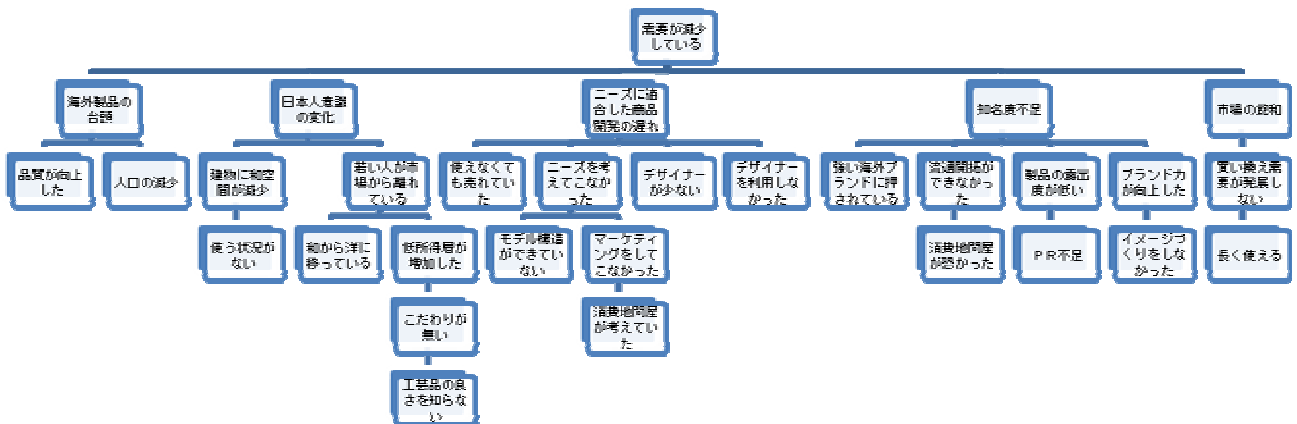 需要が減少
している
海外製品の
台頭
日本人意識
の変化
ニーズに適
合した商品
開発の遅れ
知名度不足
市場の飽和
品質が向上
した
人口の減少
建物に和空
間が減少
若い人が市
場から離れ
ている
使えなくて
も売れてい
た
ニーズを考
えてこなか
った
デザイナー
が少ない
デザイナー
を利用しな
かった
強い海外ブ
ランドに押
されている
流通開拓が
できなかっ
た
製品の露出
度が低い
ブランド力
が向上した
買い換え需
要が発展し
ない
使う状況が
ない
和から洋に
移っている
低所得層が
増加した
モデル構造
ができてい
ない
マーケティ
ングをして
こなかった
消費地問屋
が恐かった
ＰＲ不足
イメージづ
くりをしな
かった
長く使える
こだわりが
無い
消費地問屋
が考えてい
た
工芸品の良
さを知らな
い